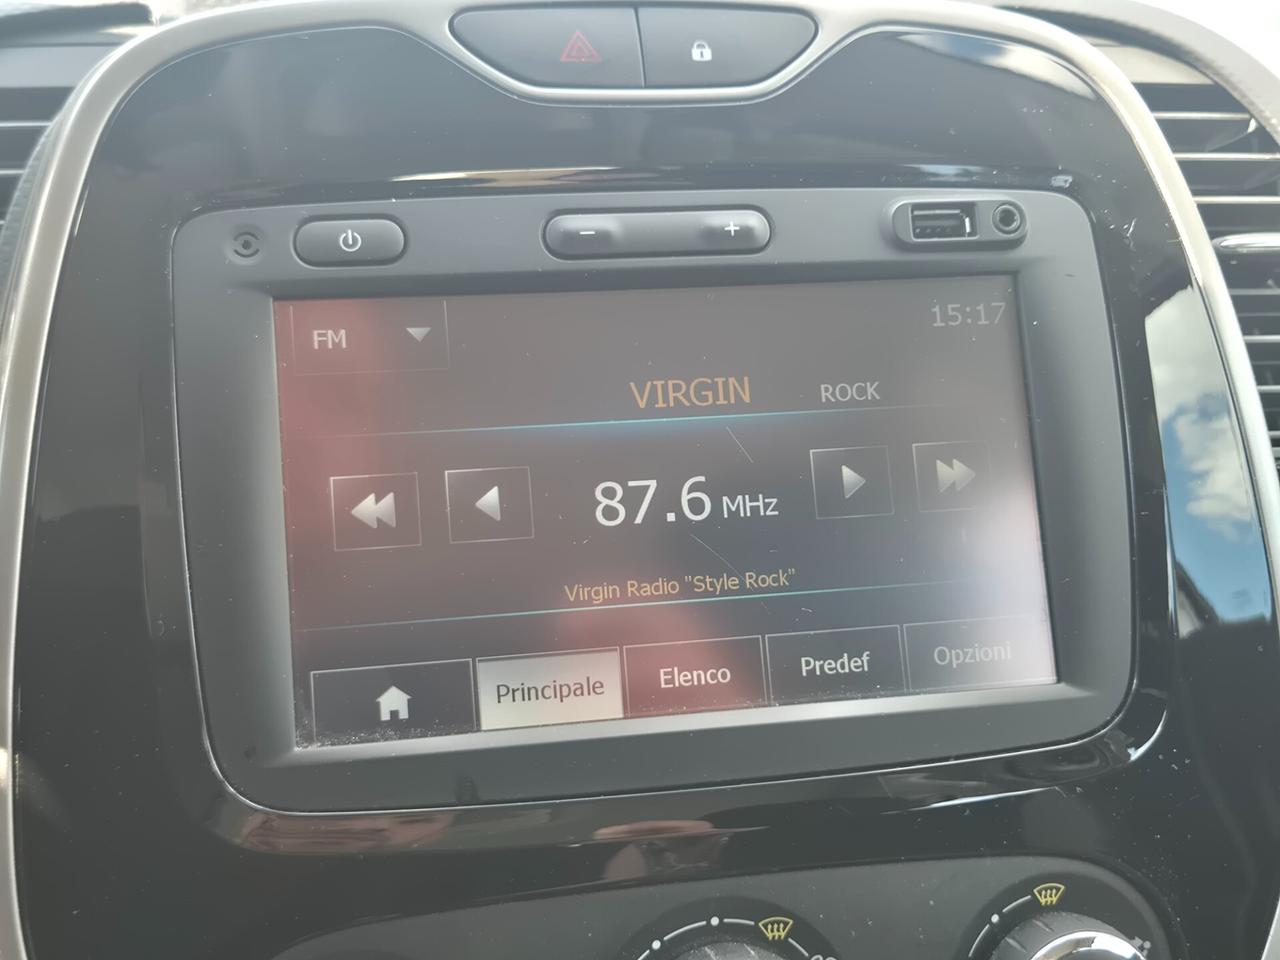 FM
15:17
VIRGIN ROCK
87.6 MHz
Virgin Radio "Style Rock"
Principale Elenco Predef Opzioni